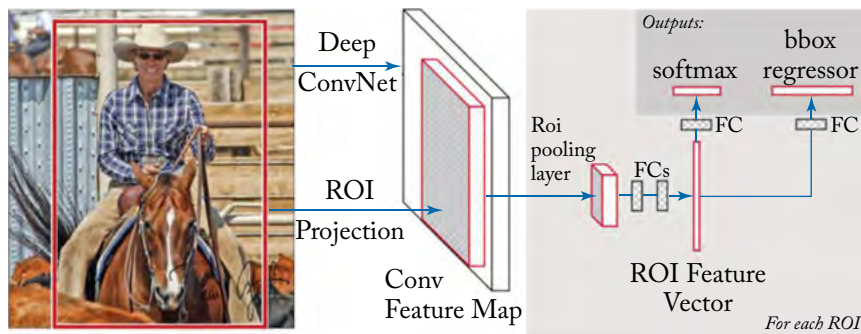 Deep
ConvNet
ROI
Projection
Conv
Feature Map
Roi
pooling
layer
FCs
Outputs:
softmax
bbox
regressor
FC
FC
ROI Feature
Vector
For each ROI